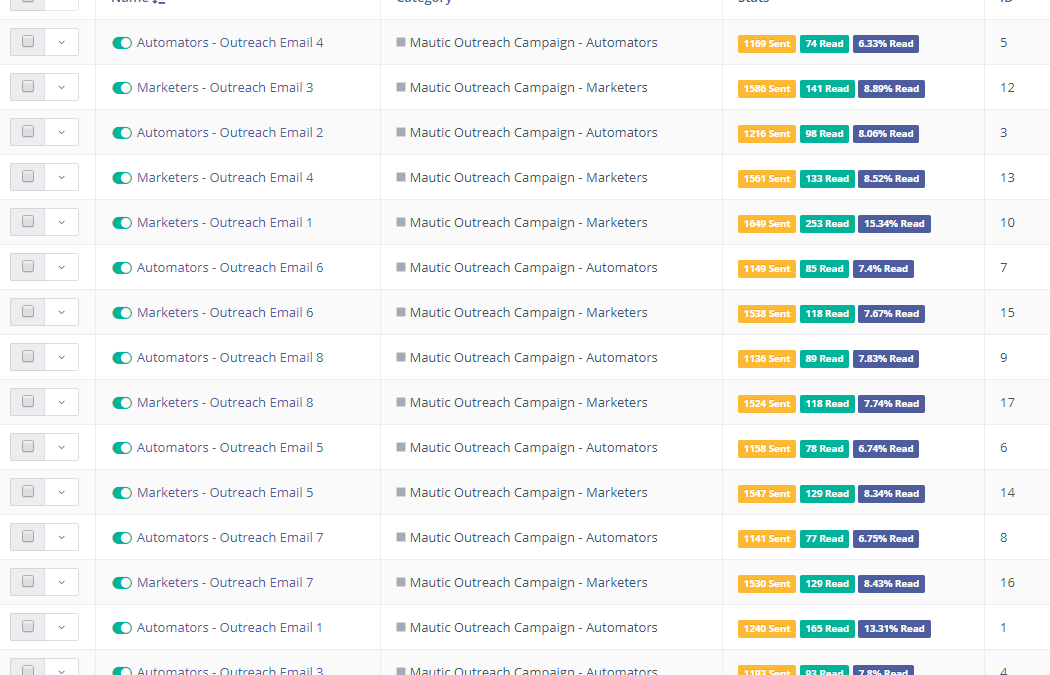 Name Category Stats ID
Automators - Outreach Email 4 Mautic Outreach Campaign - Automators 1169 Sent 74 Read 6.33% Read 5
Marketers - Outreach Email 3 Mautic Outreach Campaign - Marketers 1586 Sent 141 Read 8.89% Read 12
Automators - Outreach Email 2 Mautic Outreach Campaign - Automators 1216 Sent 98 Read 8.06% Read 3
Marketers - Outreach Email 4 Mautic Outreach Campaign - Marketers 1561 Sent 133 Read 8.52% Read 13
Marketers - Outreach Email 1 Mautic Outreach Campaign - Marketers 1649 Sent 253 Read 15.34% Read 10
Automators - Outreach Email 6 Mautic Outreach Campaign - Automators 1149 Sent 85 Read 7.4% Read 7
Marketers - Outreach Email 6 Mautic Outreach Campaign - Marketers 1538 Sent 118 Read 7.67% Read 15
Automators - Outreach Email 8 Mautic Outreach Campaign - Automators 1136 Sent 89 Read 7.83% Read 9
Marketers - Outreach Email 8 Mautic Outreach Campaign - Marketers 1524 Sent 118 Read 7.74% Read 17
Automators - Outreach Email 5 Mautic Outreach Campaign - Automators 1158 Sent 78 Read 6.74% Read 6
Marketers - Outreach Email 5 Mautic Outreach Campaign - Marketers 1547 Sent 129 Read 8.34% Read 14
Automators - Outreach Email 7 Mautic Outreach Campaign - Automators 1141 Sent 77 Read 6.75% Read 8
Marketers - Outreach Email 7 Mautic Outreach Campaign - Marketers 1530 Sent 129 Read 8.43% Read 16
Automators - Outreach Email 1 Mautic Outreach Campaign - Automators 1240 Sent 165 Read 13.31% Read 1
Automators - Outreach Email 3 Mautic Outreach Campaign - Automators 1193 Sent 93 Read 7.8% Read 4